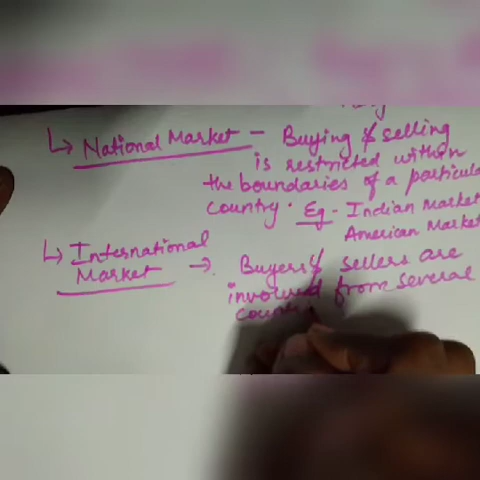 ↳ National Market - Buying & selling
is restricted within
the boundaries of a particula
country. Eg - Indian Market
American Market
↳ International
Market → Buyers & sellers are
involved from several